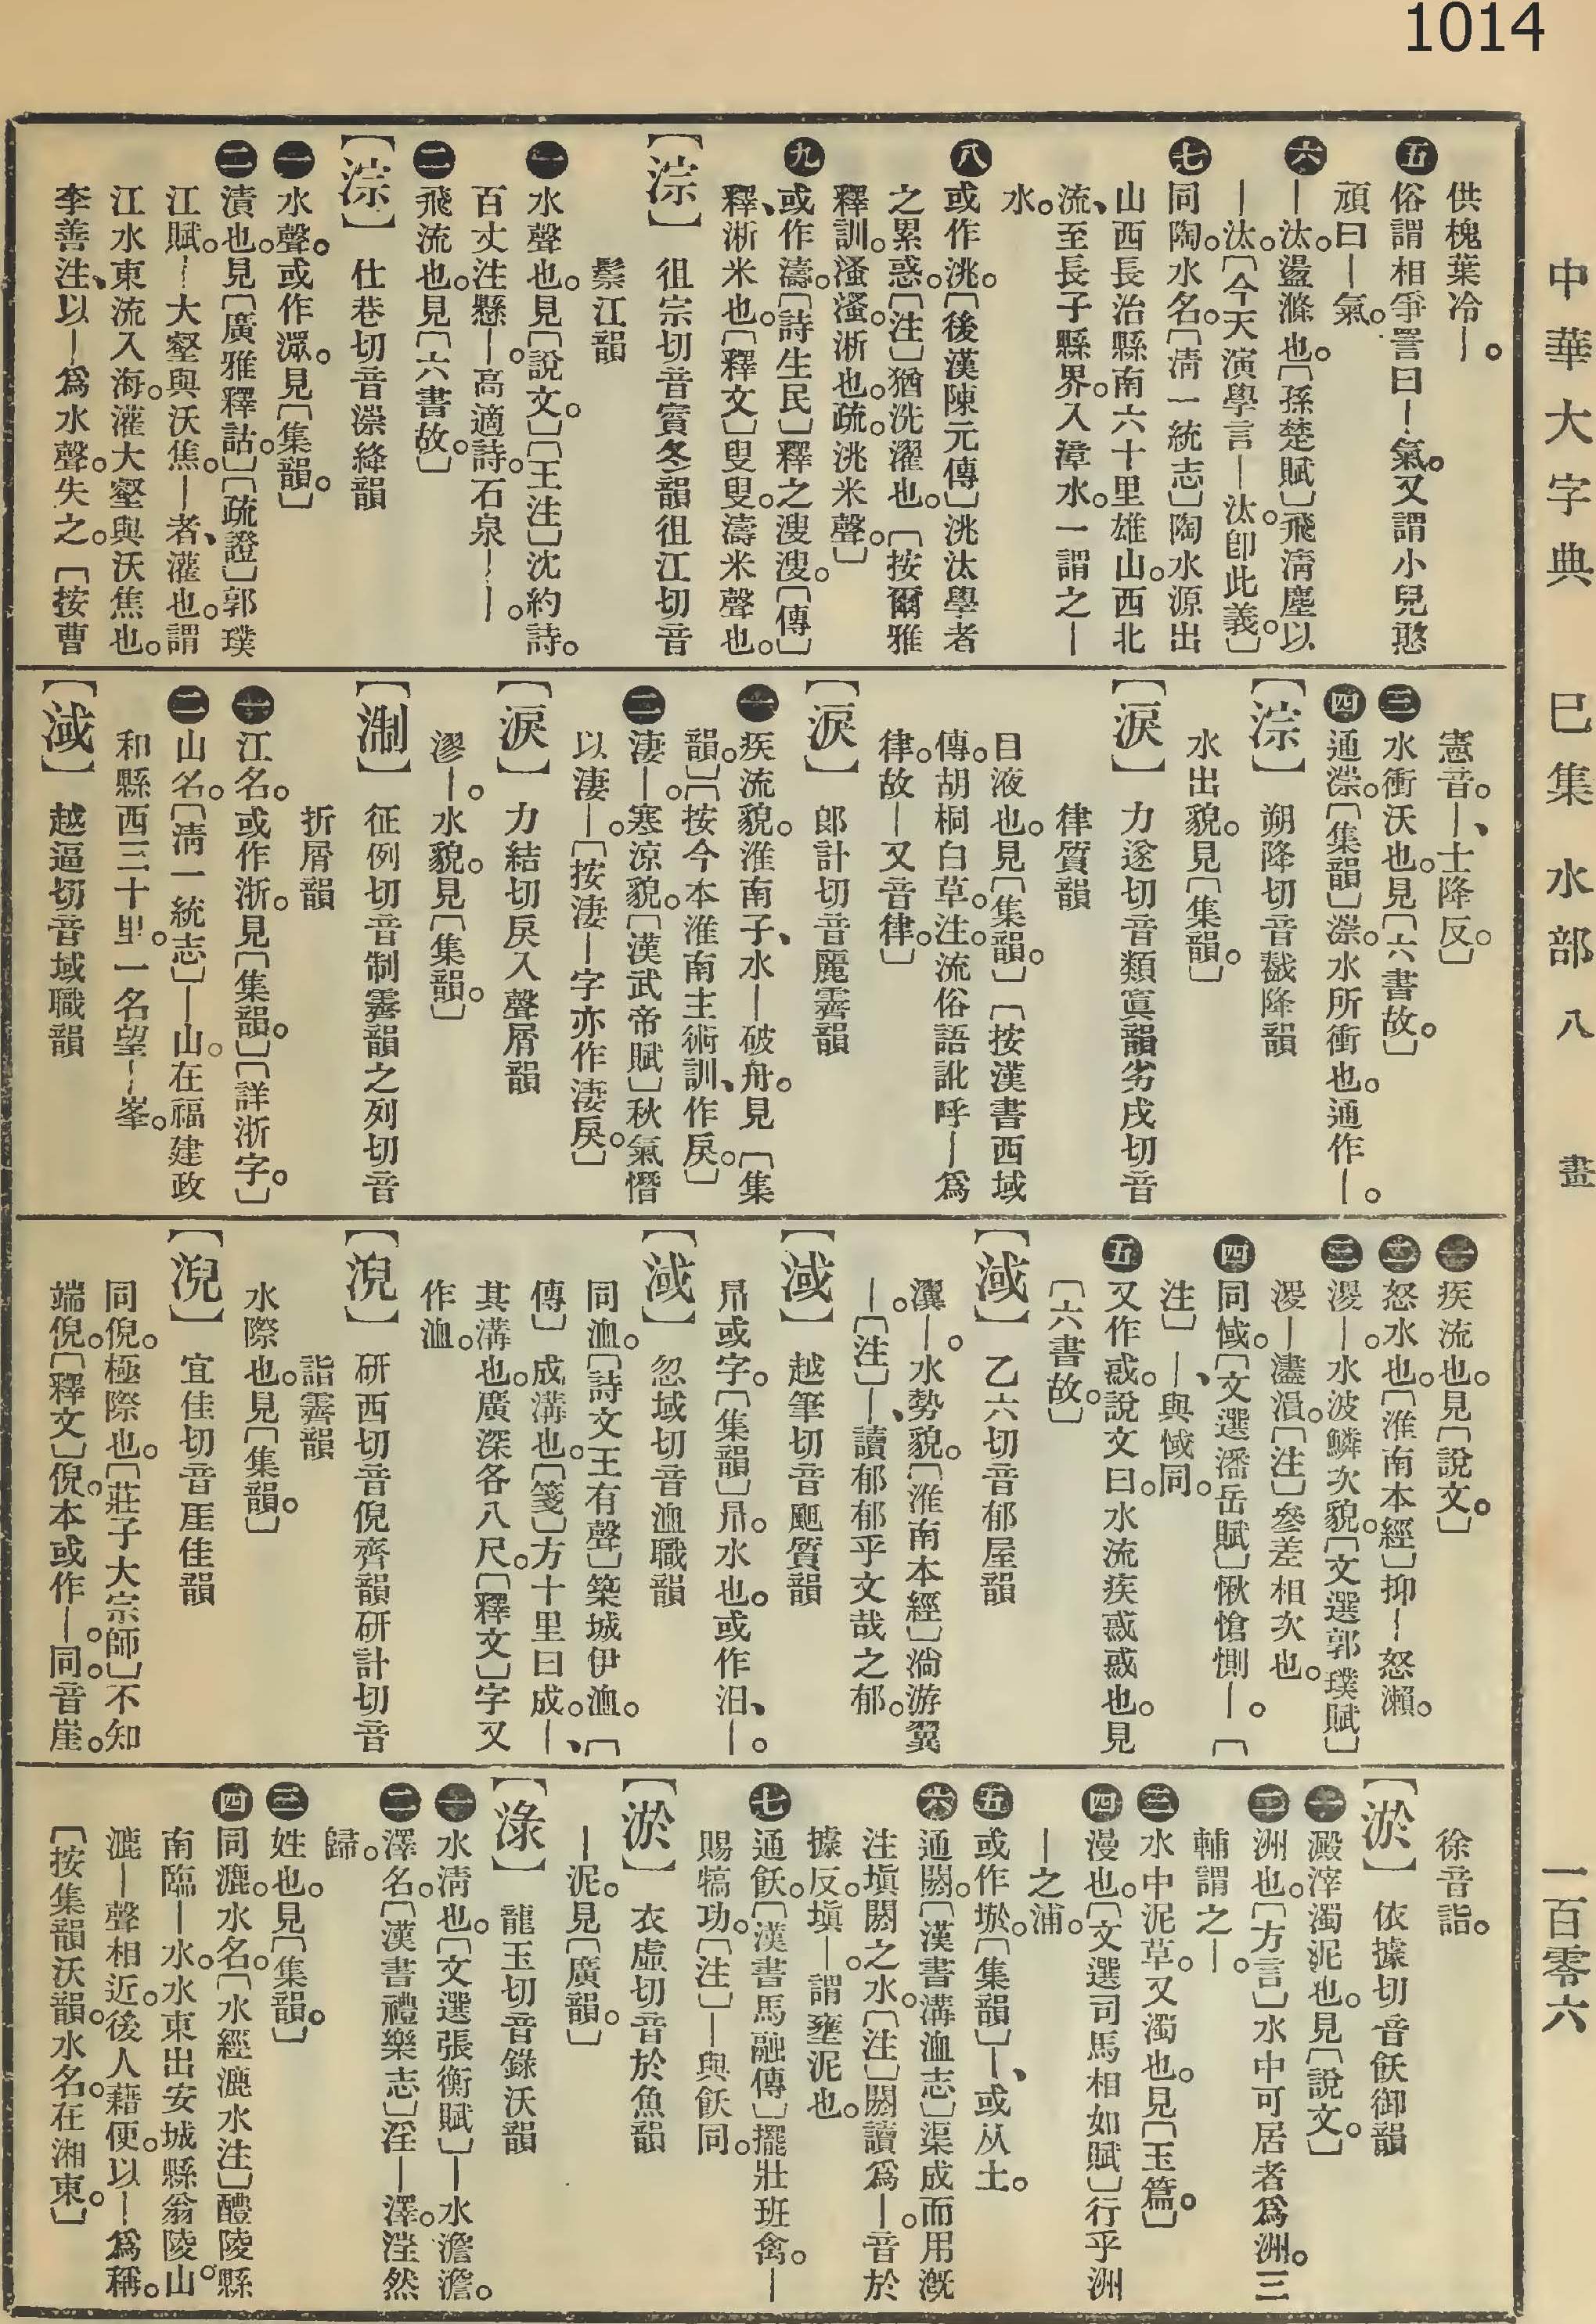 1014
中華大字典 巳集 水部 八畫 一百零六
供槐葉冷｜。
㊄俗謂相爭詈曰｜氣。又謂小兒憨
頑曰｜氣。
㊅｜汰。盪滌也。〔孫楚賦〕飛清塵以
｜汰。〔今天演學言｜汰。卽此義。〕
㊆同陶。水名。〔淸一統志〕陶水源出
山西長治縣南六十里雄山。西北
流、至長子縣界。入漳水。一謂之｜
水。
㊇或作洮。〔後漢陳元傳〕洮汰學者
之累惑。〔注〕猶洗濯也。〔按爾雅
釋訓。溞溞、淅也。疏。洮米聲。〕
㊈或作濤。〔詩生民〕釋之溲溲。〔傳〕
釋、淅米也。〔釋文〕叟叟。濤米聲也。
【淙】 徂宗切音賨冬韻徂江切音
鬃江韻
㊀水聲也。見〔說文。〕〔王注〕沈約詩。
百丈注懸｜。高適詩。石泉｜｜。
㊁飛流也。見〔六書故。〕
【淙】 仕巷切音漴絳韻
㊀水聲。或作潀。見〔集韻。〕
㊁漬也。見〔廣雅釋詁。〕〔疏證〕郭璞
江賦。｜大壑與沃焦。｜者、灌也。謂
江水東流入海。灌大壑與沃焦也。
李善注、以｜爲水聲。失之。〔按曹
憲音。｜、士降反。〕
㊂水衝沃也。見〔六書故。〕
㊃通漴。〔集韻〕漴。水所衝也。通作｜。
【淙】 朔降切音䡴降韻
水出貌。見〔集韻。〕
【淚】 力遂切音類寘韻劣戌切音
律質韻
目液也。見〔集韻。〕〔按漢書西域
傳。胡桐白草。注。流俗語訛呼｜爲
律。故｜又音律。〕
【淚】 郎計切音麗霽韻
㊀疾流貌。淮南子、水｜破舟。見〔集
韻。〕〔按今本淮南主術訓、作戾。〕
㊁淒｜。寒涼貌。〔漢武帝賦〕秋氣憯
以淒｜。〔按淒｜字亦作淒戾。〕
【淚】 力結切戾入聲屑韻
漻｜。水貌。見〔集韻。〕
【淛】 征例切音制霽韻之列切音
折屑韻
㊀江名。或作浙。見〔集韻。〕〔詳浙字。〕
㊁山名。〔淸一統志〕｜山。在福建政
和縣西三十里。一名望｜峯。
【淢】 越逼切音域職韻
㊀疾流也。見〔說文。〕
㊁怒水也。〔淮南本經〕抑｜怒瀨。
㊂㴒｜。水波鱗次貌。〔文選郭璞賦〕
㴒｜濜溳。〔注〕參差相次也。
㊃同惐。〔文選潘岳賦〕愀愴惻｜。〔
注〕｜、與惐同。
㊄又作惑。說文曰。水流疾惑惑也。見
〔六書故。〕
【淢】 乙六切音郁屋韻
瀷｜。水勢貌。〔淮南本經〕淌游瀷
｜。〔注〕｜、讀郁郁乎文哉之郁。
【淢】 越筆切音颮質韻
㫗或字。〔集韻〕㫗。水也。或作汨、｜。
【淢】 忽域切音洫職韻
同洫。〔詩文王有聲〕築城伊洫。〔
傳〕成溝也。〔箋〕方十里曰成。｜、
其溝也。廣深各八尺。〔釋文〕字又
作洫。
【淣】 研西切音倪齊韻研計切音
詣霽韻
水際也。見〔集韻。〕
【淣】 宜佳切音厓佳韻
同倪。極際也。〔莊子大宗師〕不知
端倪。〔釋文〕倪。本或作｜。同。音崖。
徐音詣。
【淤】 依據切音飫御韻
㊀澱滓濁泥也。見〔說文。〕
㊁洲也。〔方言〕水中可居者爲洲。三
輔謂之｜。
㊂水中泥草。又濁也。見〔玉篇。〕
㊃漫也。〔文選司馬相如賦〕行乎洲
｜之浦。
㊄或作㙚。〔集韻〕｜、或从土。
㊅通閼。〔漢書溝洫志〕渠成而用溉
注塡閼之水。〔注〕閼讀爲｜。音於
據反。塡｜。謂壅泥也。
㊆通飫。〔漢書馬融傳〕擺壯班禽。｜
賜犒功。〔注〕｜與飫同。
【淤】 衣虛切音於魚韻
｜泥。見〔廣韻。〕
【淥】 龍玉切音錄沃韻
㊀水淸也。〔文選張衡賦〕｜水澹澹。
㊁澤名。〔漢書禮樂志〕淫｜澤。湼然
歸。
㊂姓也。見〔集韻。〕
㊃同漉。水名。〔水經漉水注〕醴陵縣
南臨｜水。水東出安城縣翁陵山。
漉｜聲相近。後人藉便。以｜爲稱。
〔按集韻沃韻。水名。在湘東。〕